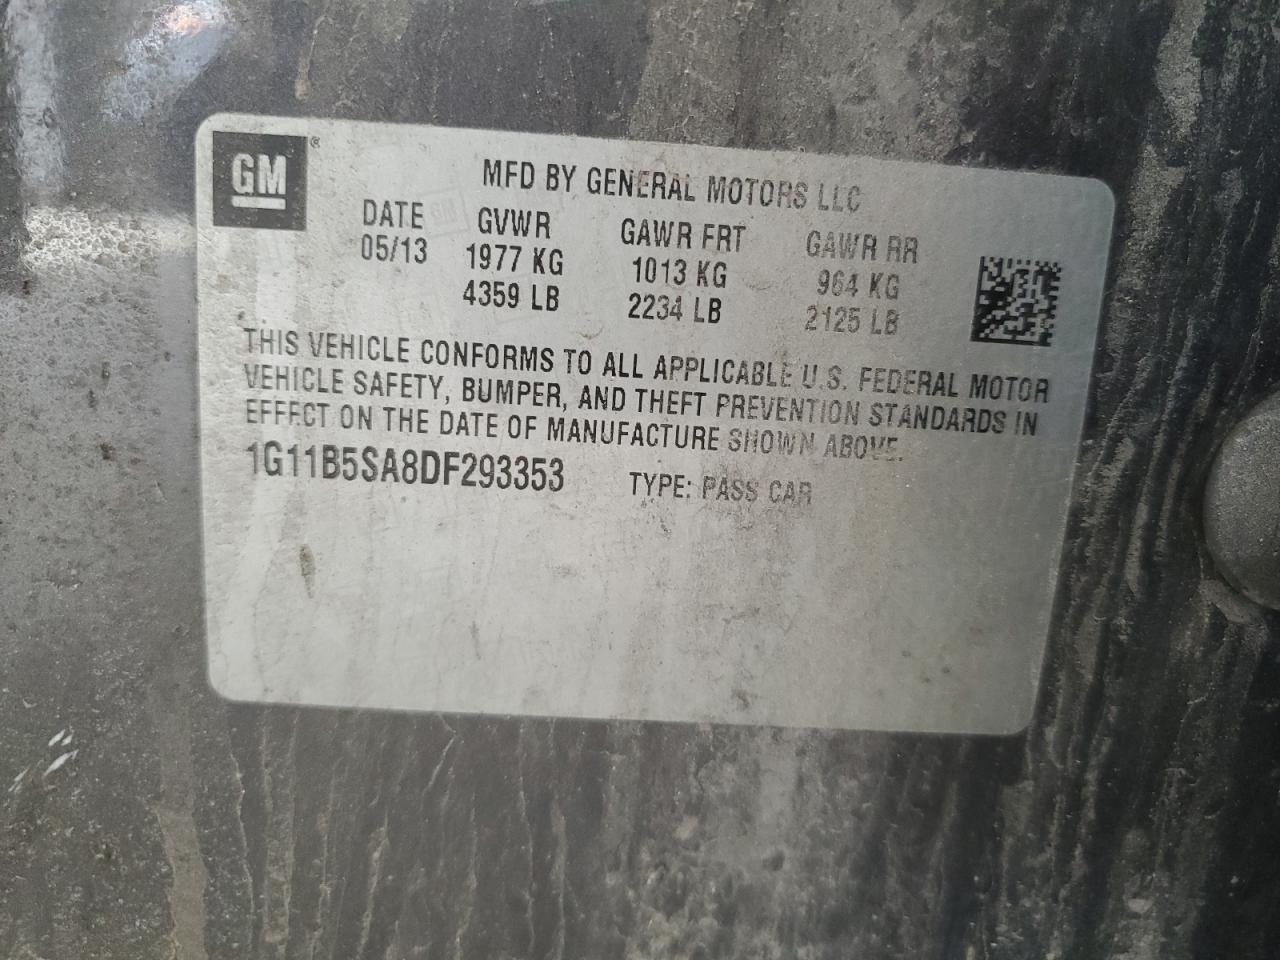 GM ®
MFD BY GENERAL MOTORS LLC
DATE GVWR GAWR FRT GAWR RR
05/13 1977 KG 1013 KG 964 KG
4359 LB 2234 LB 2125 LB
THIS VEHICLE CONFORMS TO ALL APPLICABLE U.S. FEDERAL MOTOR
VEHICLE SAFETY, BUMPER, AND THEFT PREVENTION STANDARDS IN
EFFECT ON THE DATE OF MANUFACTURE SHOWN ABOVE.
1G11B5SA8DF293353 TYPE: PASS CAR